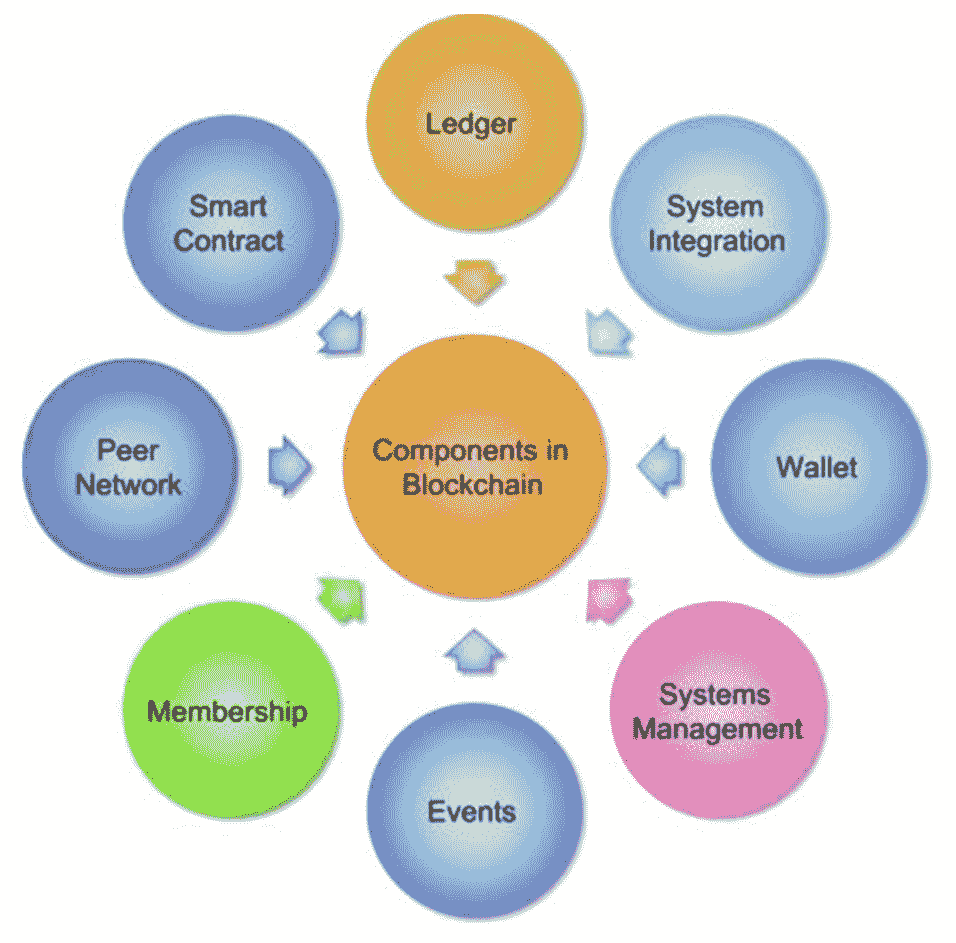 Ledger
System
Integration
Wallet
Systems
Management
Events
Membership
Peer
Network
Smart
Contract
Components in
Blockchain